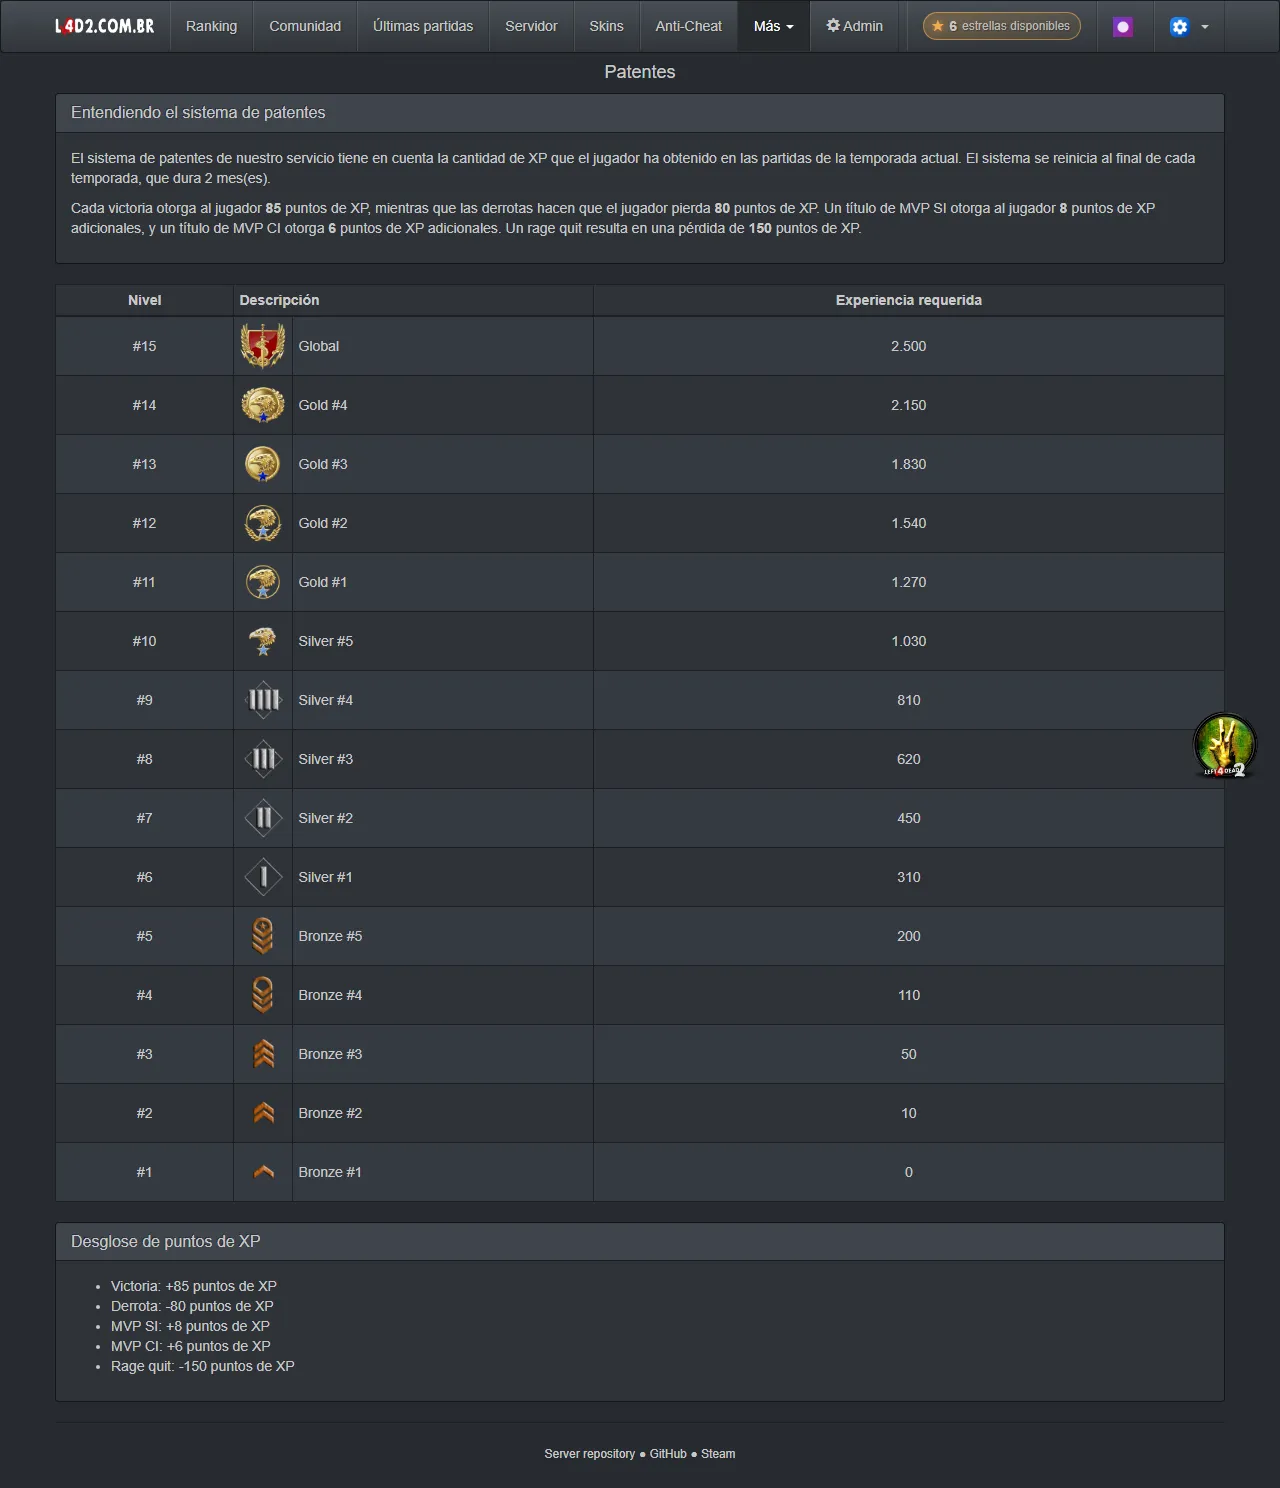 L4D2.COM.BR Ranking Comunidad Últimas partidas Servidor Skins Anti-Cheat Más Admin 6 estrellas disponibles
Patentes
Entendiendo el sistema de patentes
El sistema de patentes de nuestro servicio tiene en cuenta la cantidad de XP que el jugador ha obtenido en las partidas de la temporada actual. El sistema se reinicia al final de cada
temporada, que dura 2 mes(es).
Cada victoria otorga al jugador 85 puntos de XP, mientras que las derrotas hacen que el jugador pierda 80 puntos de XP. Un título de MVP SI otorga al jugador 8 puntos de XP
adicionales, y un título de MVP CI otorga 6 puntos de XP adicionales. Un rage quit resulta en una pérdida de 150 puntos de XP.
Nivel Descripción Experiencia requerida
#15 Global 2.500
#14 Gold #4 2.150
#13 Gold #3 1.830
#12 Gold #2 1.540
#11 Gold #1 1.270
#10 Silver #5 1.030
#9 Silver #4 810
#8 Silver #3 620
LEFT 4 DEAD 2
#7 Silver #2 450
#6 Silver #1 310
#5 Bronze #5 200
#4 Bronze #4 110
#3 Bronze #3 50
#2 Bronze #2 10
#1 Bronze #1 0
Desglose de puntos de XP
• Victoria: +85 puntos de XP
• Derrota: -80 puntos de XP
• MVP SI: +8 puntos de XP
• MVP CI: +6 puntos de XP
• Rage quit: -150 puntos de XP
Server repository ● GitHub ● Steam